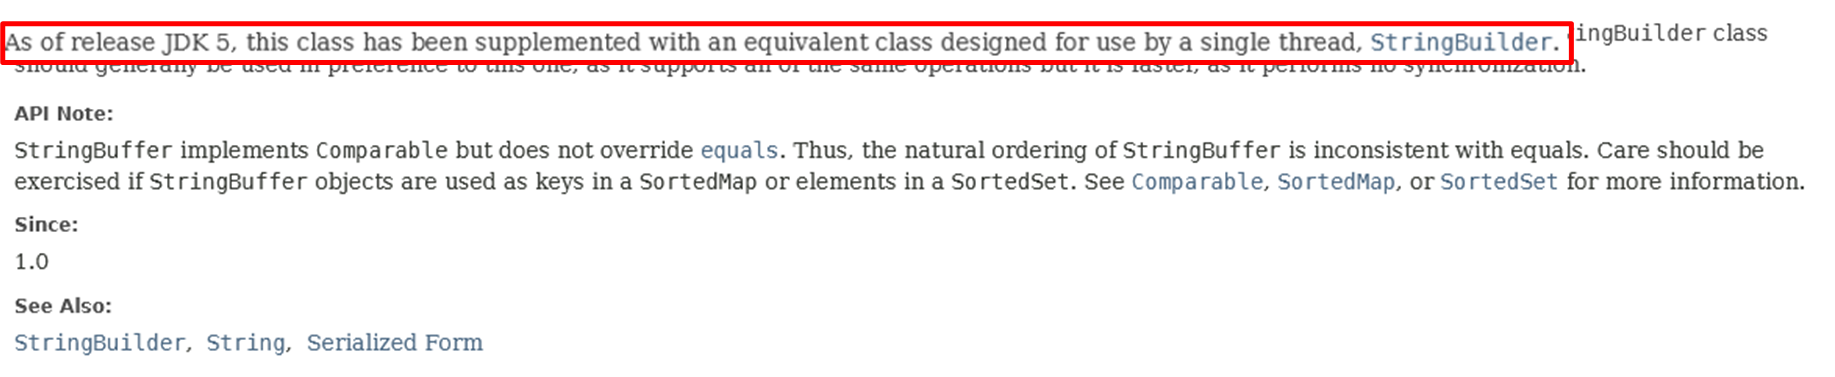 As of release JDK 5, this class has been supplemented with an equivalent class designed for use by a single thread, StringBuilder. ingBuilder class
should generally be used in preference to this one, as it supports all of the same operations but it is faster, as it performs no synchronization.
API Note:
StringBuffer implements Comparable but does not override equals. Thus, the natural ordering of StringBuffer is inconsistent with equals. Care should be
exercised if StringBuffer objects are used as keys in a SortedMap or elements in a SortedSet. See Comparable, SortedMap, or SortedSet for more information.
Since:
1.0
See Also:
StringBuilder, String, Serialized Form